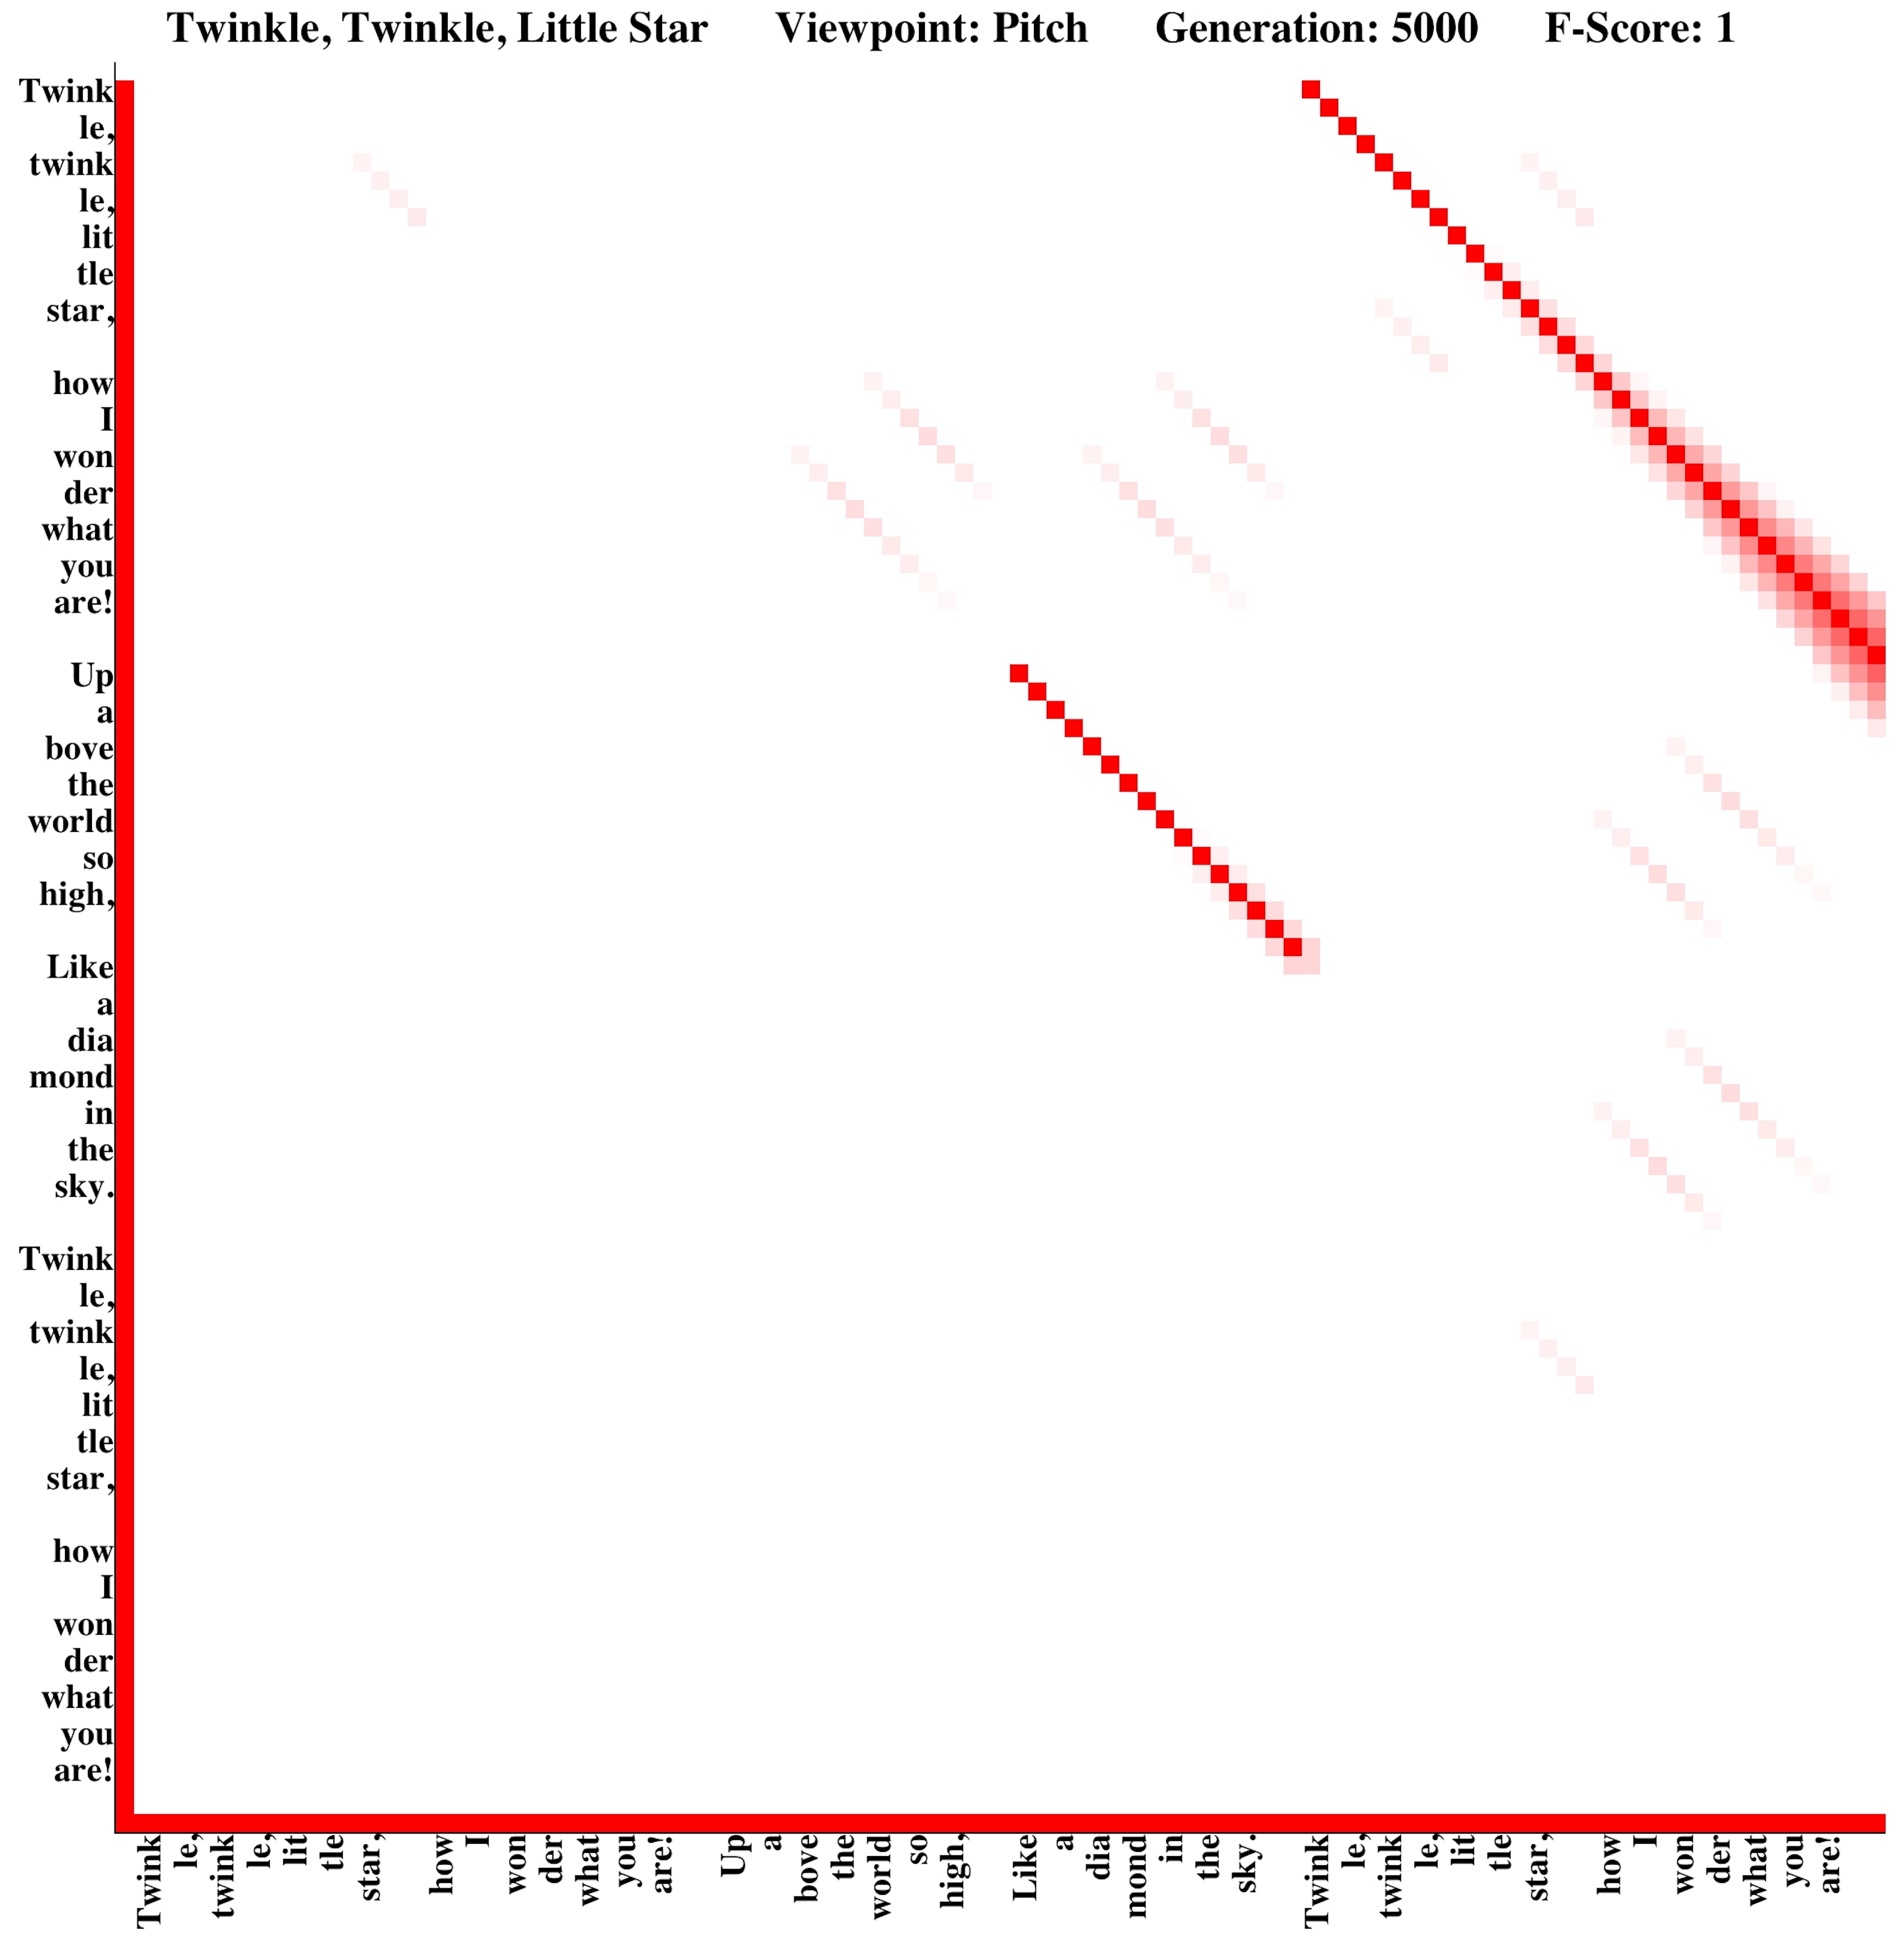 Twinkle, Twinkle, Little Star Viewpoint: Pitch Generation: 5000 F-Score: 1
Twink
le,
twink
le,
lit
tle
star,
how
I
won
der
what
you
are!
Up
a
bove
the
world
so
high,
Like
a
dia
mond
in
the
sky.
Twink
le,
twink
le,
lit
tle
star,
how
I
won
der
what
you
are!
Twink
le,
twink
le,
lit
tle
star,
how
I
won
der
what
you
are!
Up
a
bove
the
world
so
high,
Like
a
dia
mond
in
the
sky.
Twink
le,
twink
le,
lit
tle
star,
how
I
won
der
what
you
are!